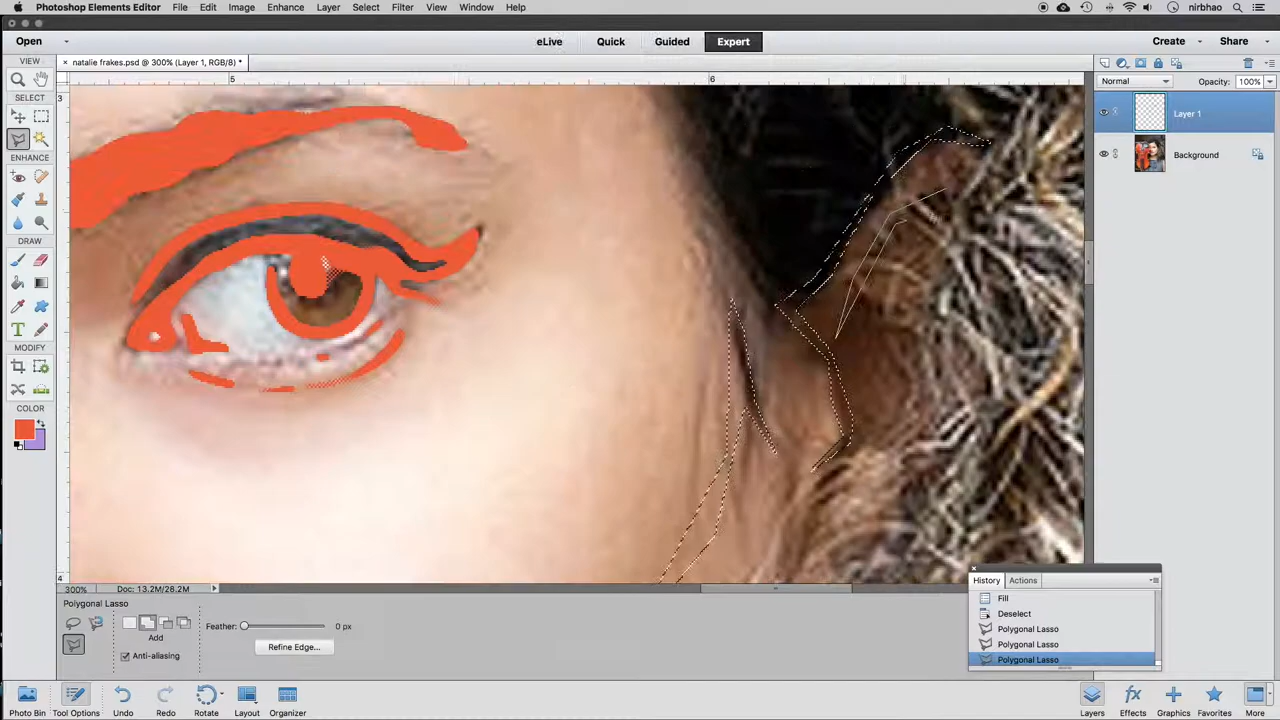 Photoshop Elements Editor File Edit Image Enhance Layer Select Filter View Window Help nirbhao
Open eLive Quick Guided Expert Create Share
VIEW × natalie frakes.psd @ 300% (Layer 1, RGB/8) *
5 6
Normal Opacity: 100%
SELECT 3
Layer 1
Background
ENHANCE
DRAW
MODIFY
COLOR
4
300% Doc: 13.2M/28.2M
Polygonal Lasso
Add
Anti-aliasing
Feather: 0 px
Refine Edge...
History Actions
Fill
Deselect
Polygonal Lasso
Polygonal Lasso
Polygonal Lasso
Photo Bin Tool Options Undo Redo Rotate Layout Organizer Layers Effects Graphics Favorites More